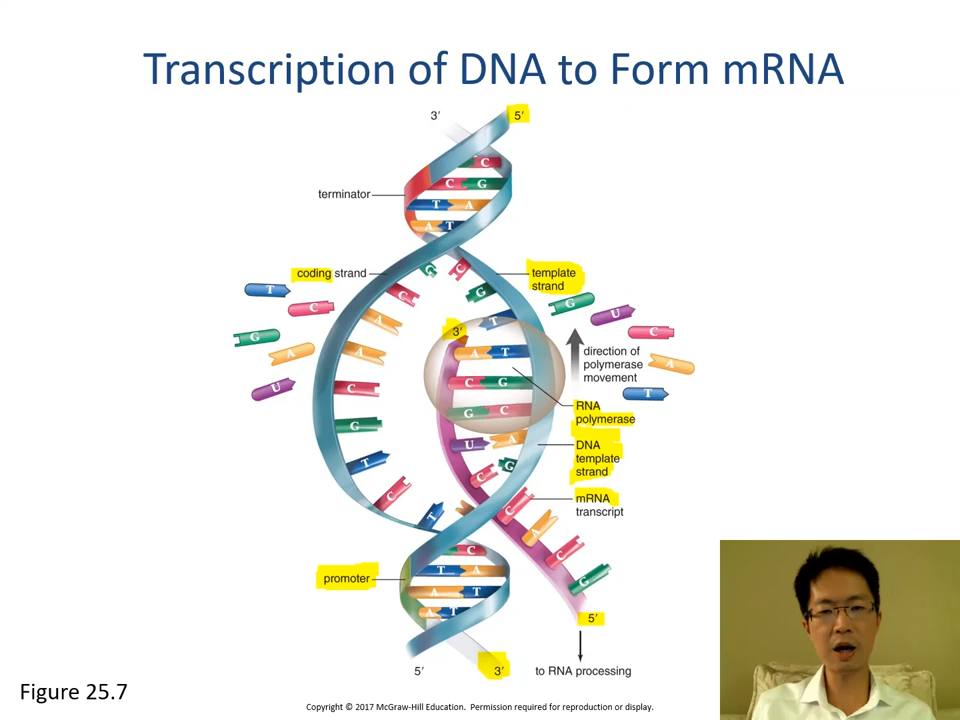 Transcription of DNA to Form mRNA
3′
5′
C
C G
terminator
T A
A T
coding strand
G C
template
strand
T
C
G
A
U
C
A
A
C
G
T
C
T
G
T
3′
A T
C G
G C
U A
C G
G
U
C
A
T
direction of
polymerase
movement
RNA
polymerase
DNA
template
strand
mRNA
transcript
C
A
C
G
promoter
C
T A
A T
A T
5′
5′
3′
to RNA processing
Figure 25.7
Copyright © 2017 McGraw-Hill Education. Permission required for reproduction or display.